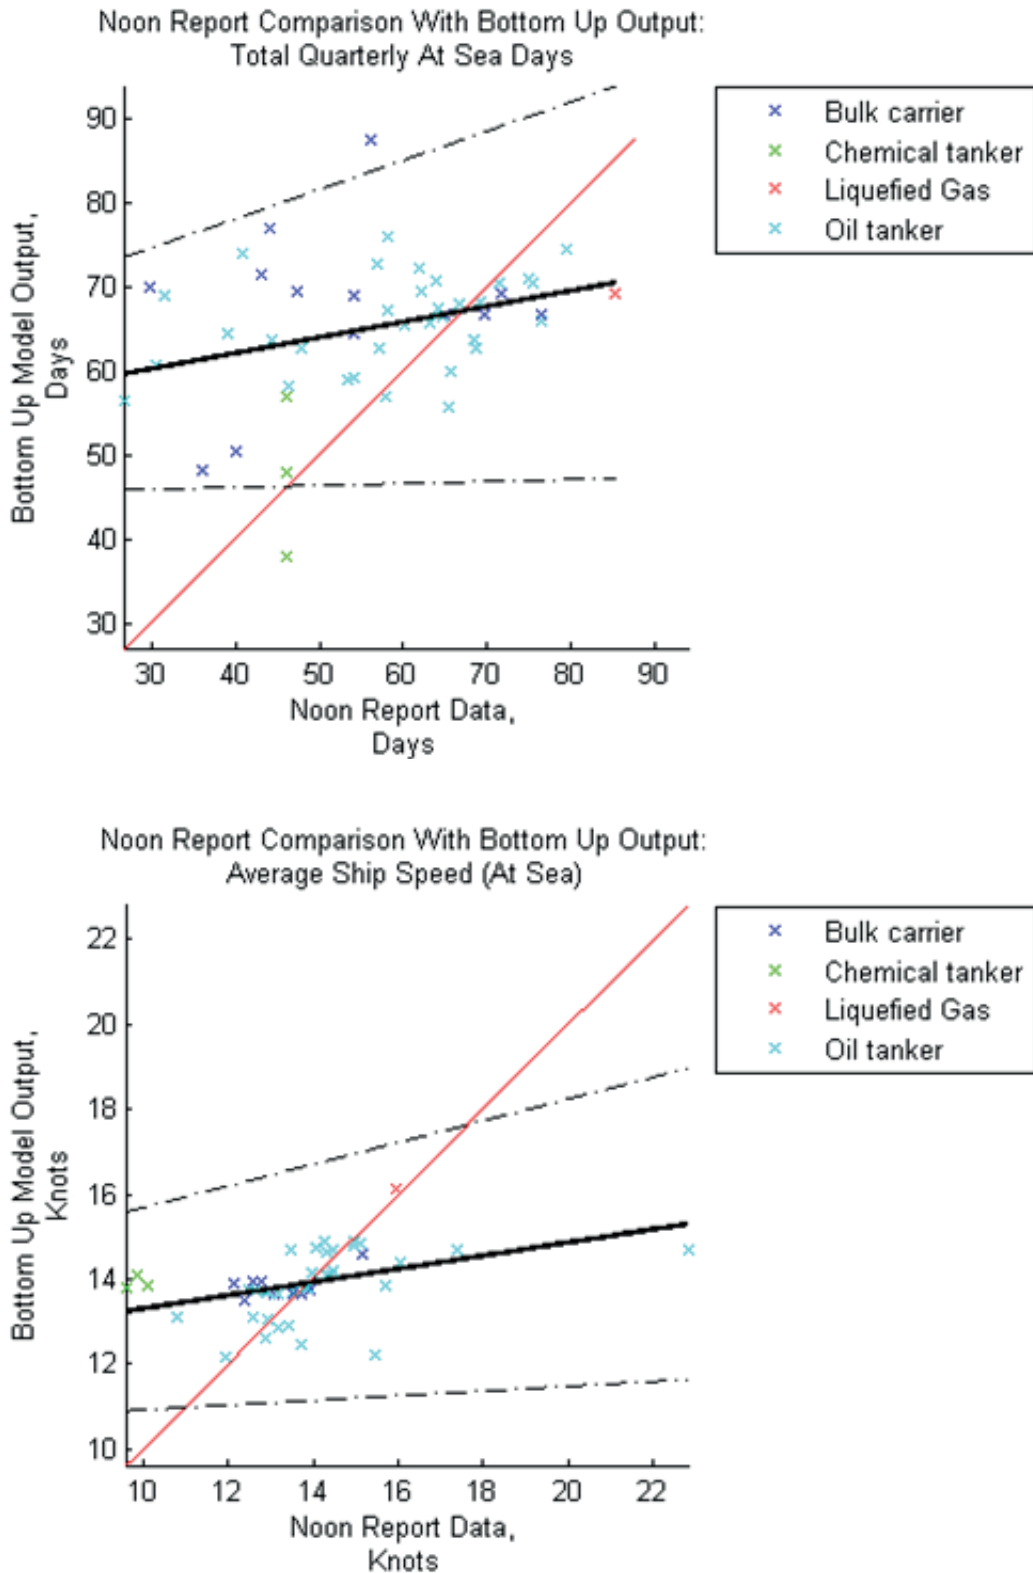 Noon Report Comparison With Bottom Up Output:
Total Quarterly At Sea Days
90
80
70
60
50
40
30
Bottom Up Model Output,
Days
30 40 50 60 70 80 90
Noon Report Data,
Days
Bulk carrier
Chemical tanker
Liquefied Gas
Oil tanker
Noon Report Comparison With Bottom Up Output:
Average Ship Speed (At Sea)
22
20
18
16
14
12
10
Bottom Up Model Output,
Knots
10 12 14 16 18 20 22
Noon Report Data,
Knots
Bulk carrier
Chemical tanker
Liquefied Gas
Oil tanker